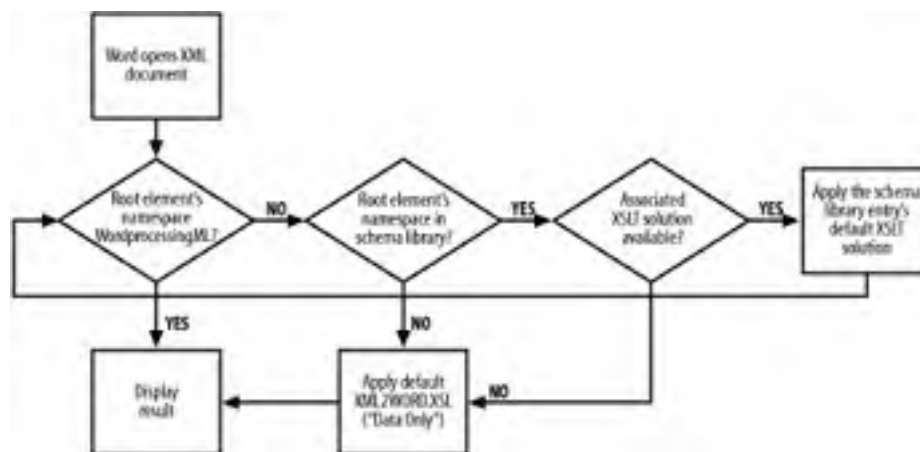 Word opens XML
document
Root element's
namespace
WordprocessingML?
NO
Root element's
namespace in
schema library?
YES
Associated
XSLT solution
available?
YES
Apply the schema
library entry's
default XSLT
solution
YES
NO
NO
Display
result
Apply default
XML2WORD.XSL
("Data Only")